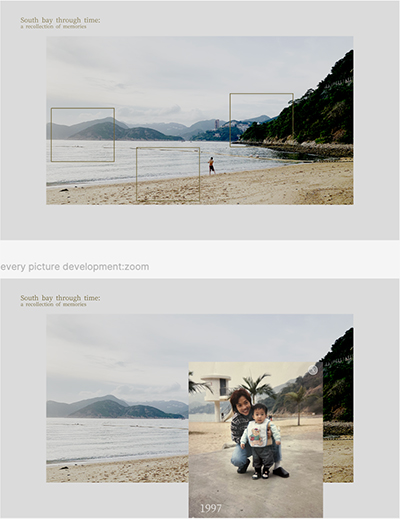 South bay through time:
a recollection of memories
every picture development:zoom
South bay through time:
a recollection of memories
1997